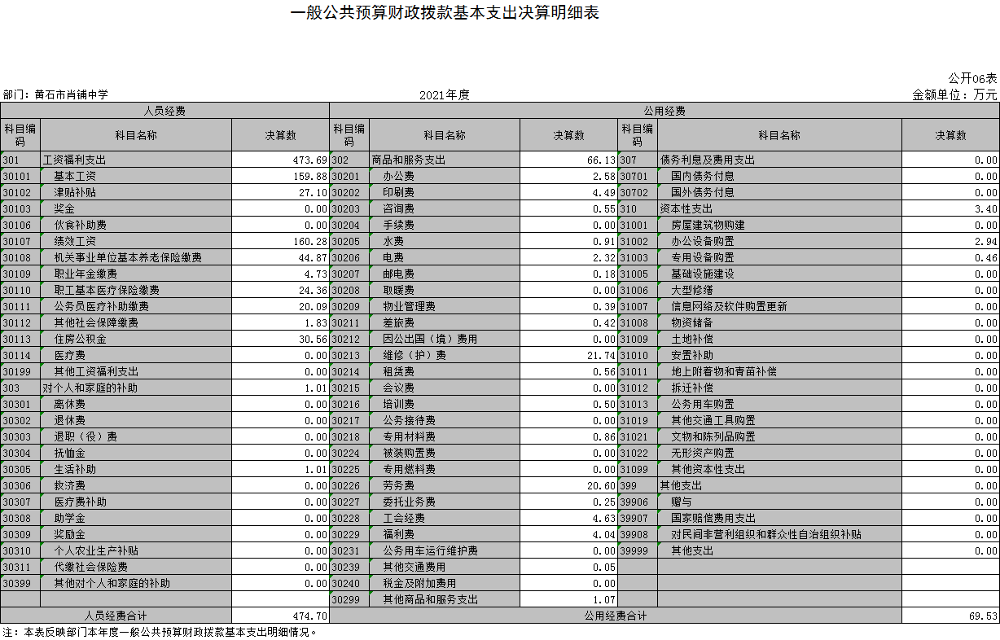 一般公共预算财政拨款基本支出决算明细表
公开06表
部门：黄石市肖铺中学 2021年度 金额单位：万元
人员经费 公用经费
科目编码 科目名称 决算数 科目编码 科目名称 决算数 科目编码 科目名称 决算数
301 工资福利支出 473.69 302 商品和服务支出 66.13 307 债务利息及费用支出 0.00
30101 基本工资 159.88 30201 办公费 2.58 30701 国内债务付息 0.00
30102 津贴补贴 27.10 30202 印刷费 4.49 30702 国外债务付息 0.00
30103 奖金 0.00 30203 咨询费 0.55 310 资本性支出 3.40
30106 伙食补助费 0.00 30204 手续费 0.00 31001 房屋建筑物购建 0.00
30107 绩效工资 160.28 30205 水费 0.91 31002 办公设备购置 2.94
30108 机关事业单位基本养老保险缴费 44.87 30206 电费 2.32 31003 专用设备购置 0.46
30109 职业年金缴费 4.73 30207 邮电费 0.18 31005 基础设施建设 0.00
30110 职工基本医疗保险缴费 24.36 30208 取暖费 0.00 31006 大型修缮 0.00
30111 公务员医疗补助缴费 20.09 30209 物业管理费 0.39 31007 信息网络及软件购置更新 0.00
30112 其他社会保障缴费 1.83 30211 差旅费 0.42 31008 物资储备 0.00
30113 住房公积金 30.56 30212 因公出国（境）费用 0.00 31009 土地补偿 0.00
30114 医疗费 0.00 30213 维修（护）费 21.74 31010 安置补助 0.00
30199 其他工资福利支出 0.00 30214 租赁费 0.56 31011 地上附着物和青苗补偿 0.00
303 对个人和家庭的补助 1.01 30215 会议费 0.00 31012 拆迁补偿 0.00
30301 离休费 0.00 30216 培训费 0.50 31013 公务用车购置 0.00
30302 退休费 0.00 30217 公务接待费 0.00 31019 其他交通工具购置 0.00
30303 退职（役）费 0.00 30218 专用材料费 0.86 31021 文物和陈列品购置 0.00
30304 抚恤金 0.00 30224 被装购置费 0.00 31022 无形资产购置 0.00
30305 生活补助 1.01 30225 专用燃料费 0.00 31099 其他资本性支出 0.00
30306 救济费 0.00 30226 劳务费 20.60 399 其他支出 0.00
30307 医疗费补助 0.00 30227 委托业务费 0.25 39906 赠与 0.00
30308 助学金 0.00 30228 工会经费 4.63 39907 国家赔偿费用支出 0.00
30309 奖励金 0.00 30229 福利费 4.04 39908 对民间非营利组织和群众性自治组织补贴 0.00
30310 个人农业生产补贴 0.00 30231 公务用车运行维护费 0.00 39999 其他支出 0.00
30311 代缴社会保险费 0.00 30239 其他交通费用 0.05
30399 其他对个人和家庭的补助 0.00 30240 税金及附加费用 0.00
30299 其他商品和服务支出 1.07
人员经费合计 474.70 公用经费合计 69.53
注：本表反映部门本年度一般公共预算财政拨款基本支出明细情况。